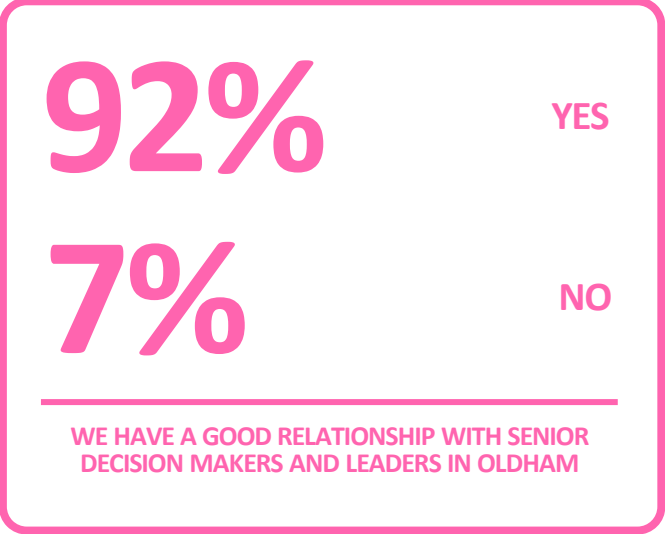 92% YES
7% NO
WE HAVE A GOOD RELATIONSHIP WITH SENIOR
DECISION MAKERS AND LEADERS IN OLDHAM